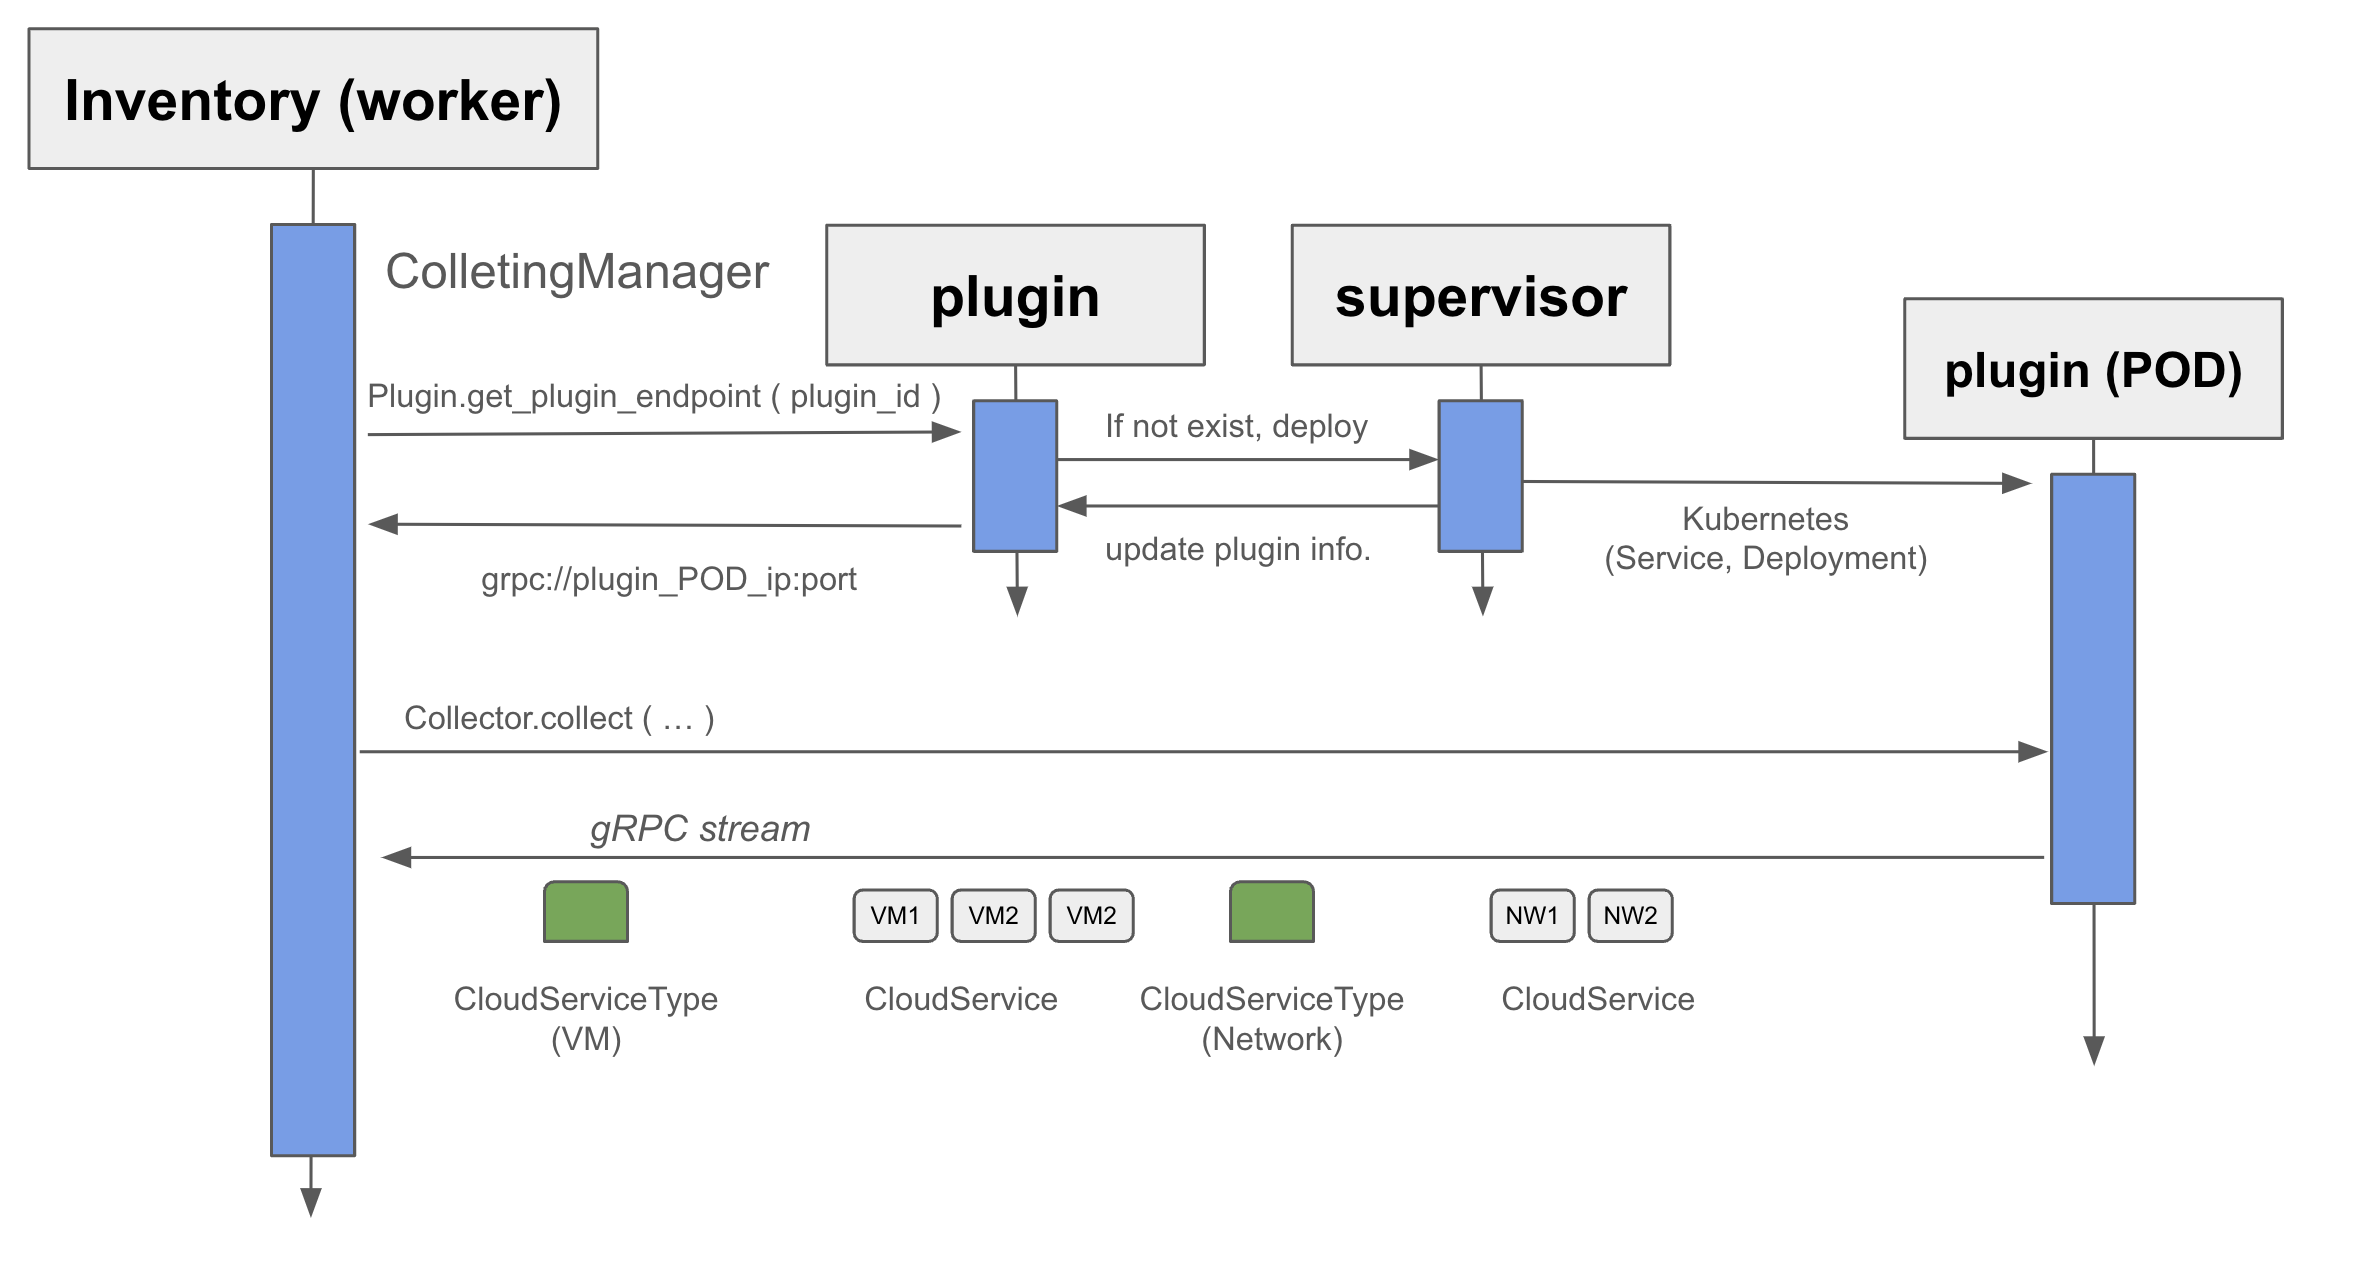 Inventory (worker)
ColletingManager
plugin
supervisor
plugin (POD)
Plugin.get_plugin_endpoint ( plugin_id )
If not exist, deploy
Kubernetes
(Service, Deployment)
update plugin info.
grpc://plugin_POD_ip:port
Collector.collect ( … )
gRPC stream
VM1
VM2
VM2
NW1
NW2
CloudServiceType
(VM)
CloudService
CloudServiceType
(Network)
CloudService